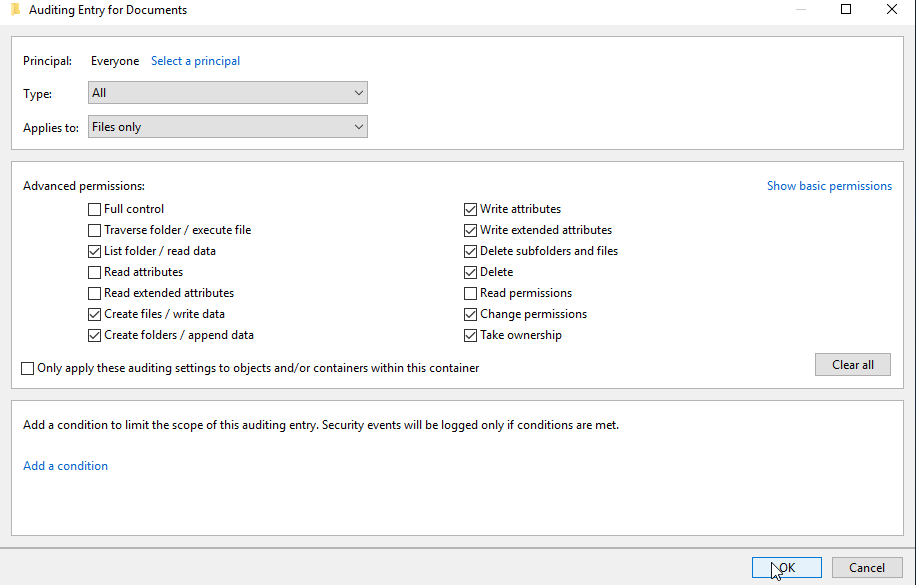 Auditing Entry for Documents
Principal: Everyone Select a principal
Type: All
Applies to: Files only
Advanced permissions: Show basic permissions
Full control Write attributes
Traverse folder / execute file Write extended attributes
List folder / read data Delete subfolders and files
Read attributes Delete
Read extended attributes Read permissions
Create files / write data Change permissions
Create folders / append data Take ownership
Only apply these auditing settings to objects and/or containers within this container Clear all
Add a condition to limit the scope of this auditing entry. Security events will be logged only if conditions are met.
Add a condition
OK Cancel